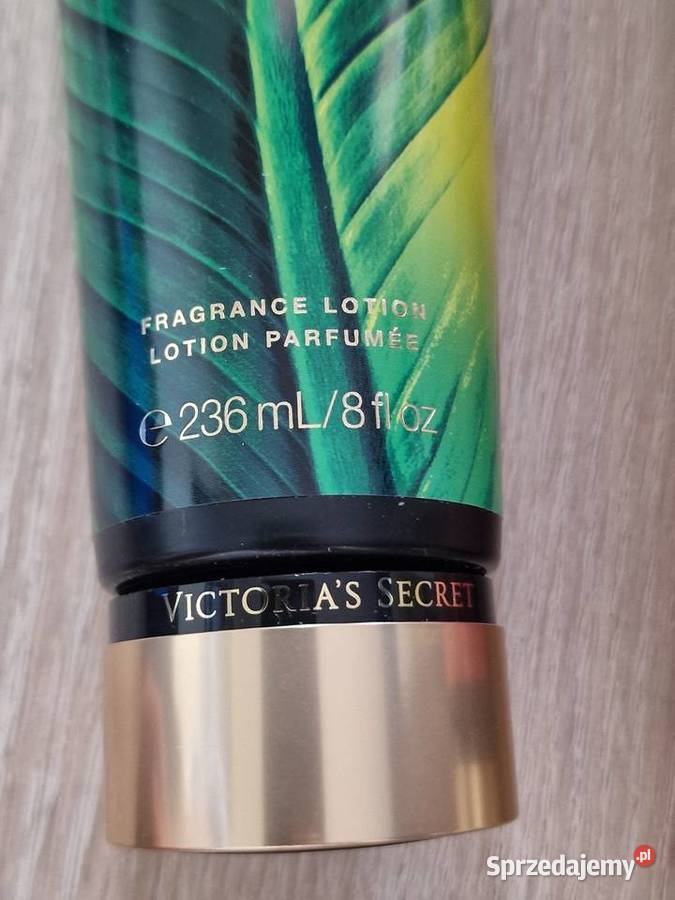 FRAGRANCE LOTION
LOTION PARFUMÉE
℮ 236 mL/8 fl oz
VICTORIA'S SECRET
Sprzedajemy.pl